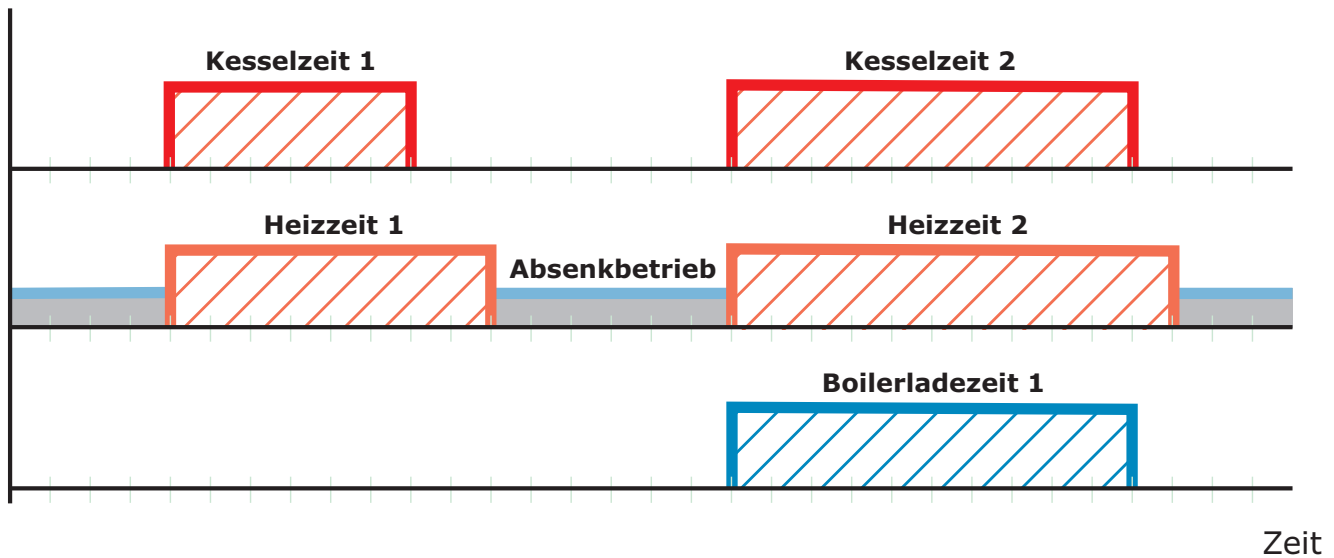 Kesselzeit 1
Kesselzeit 2
Heizzeit 1
Heizzeit 2
Absenkbetrieb
Boilerladezeit 1
Zeit